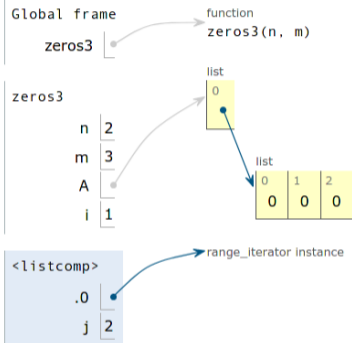 Global frame
zeros3
function
zeros3(n, m)
list
0
zeros3
n 2
m 3
A
i 1
list
0 1 2
0 0 0
<listcomp>
.0
j 2
range_iterator instance